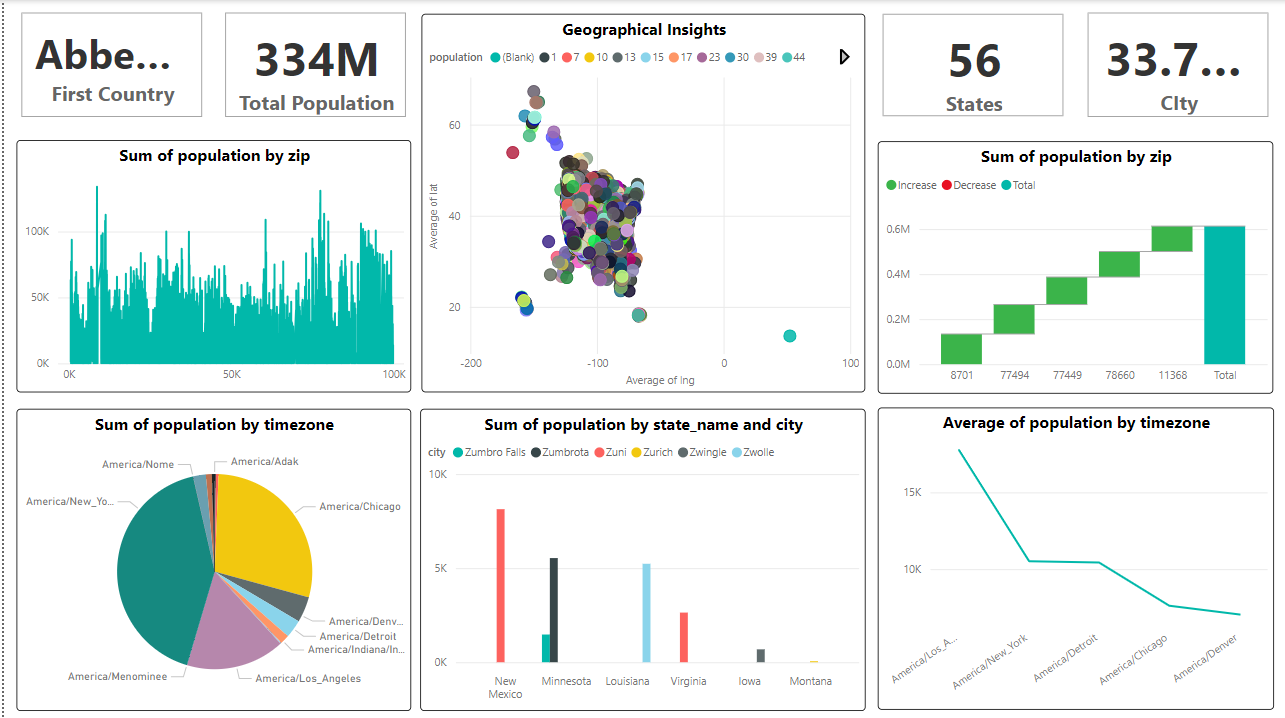 Abbe...
First Country
334M
Total Population
Geographical Insights
population (Blank) 1 7 10 13 15 17 23 30 39 44
60
40
20
-200 -100 0 100
Average of lat
Average of lng
56
States
33.7...
CIty
Sum of population by zip
100K
50K
0K
0K 50K 100K
Sum of population by zip
Increase Decrease Total
0.6M
0.4M
0.2M
0.0M
8701 77494 77449 78660 11368 Total
Sum of population by timezone
America/Nome
America/Adak
America/New_Yo...
America/Chicago
America/Denv...
America/Detroit
America/Indiana/In...
America/Menominee
America/Los_Angeles
Sum of population by state_name and city
city Zumbro Falls Zumbrota Zuni Zurich Zwingle Zwolle
10K
5K
0K
New Mexico
Minnesota
Louisiana
Virginia
Iowa
Montana
Average of population by timezone
15K
10K
America/Los_A...
America/New_York
America/Detroit
America/Chicago
America/Denver